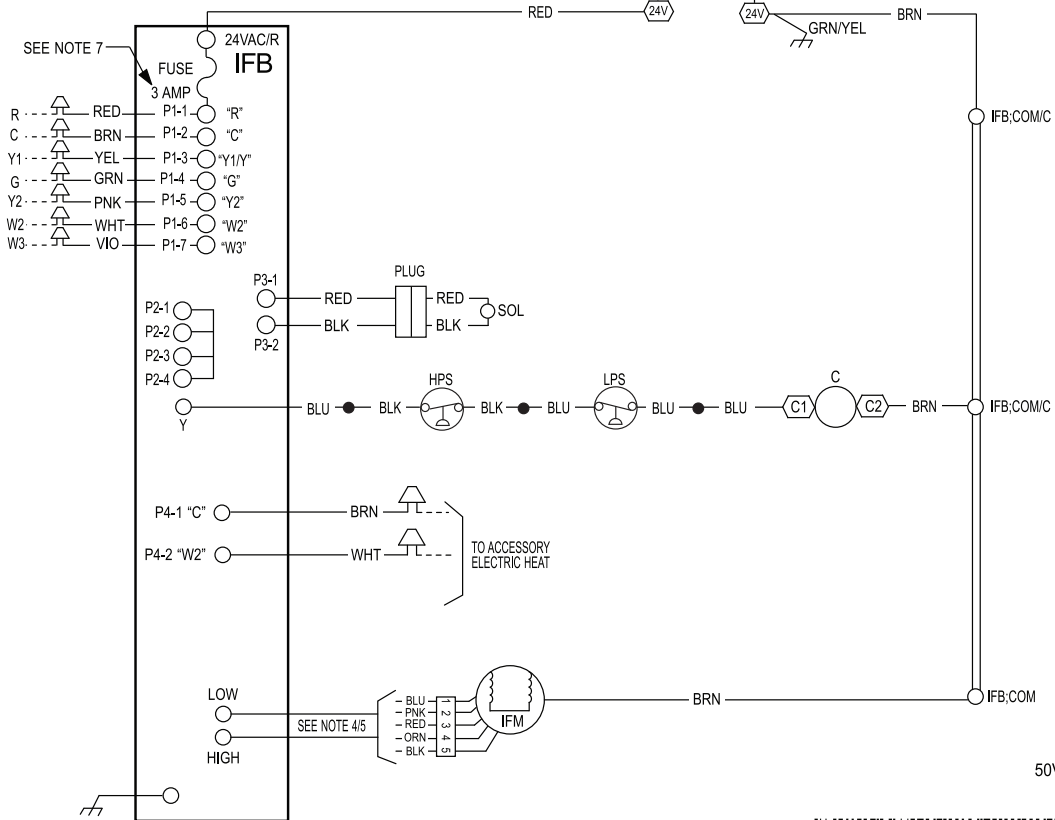 RED
24V
24V
BRN
GRN/YEL
SEE NOTE 7
24VAC/R
IFB
FUSE
3 AMP
R RED P1-1 "R"
C BRN P1-2 "C"
Y1 YEL P1-3 "Y1/Y"
G GRN P1-4 "G"
Y2 PNK P1-5 "Y2"
W2 WHT P1-6 "W2"
W3 VIO P1-7 "W3"
IFB;COM/C
PLUG
P3-1 RED RED
SOL
BLK BLK
P3-2
P2-1
P2-2
P2-3
P2-4
HPS LPS C
Y BLU BLK BLK BLU BLU BLU C1 C2 BRN IFB;COM/C
P4-1 "C" BRN
P4-2 "W2" WHT
TO ACCESSORY
ELECTRIC HEAT
LOW
HIGH
SEE NOTE 4/5
BLU 1
PNK 2
RED 3
ORN 4
BLK 5
IFM
BRN
IFB;COM